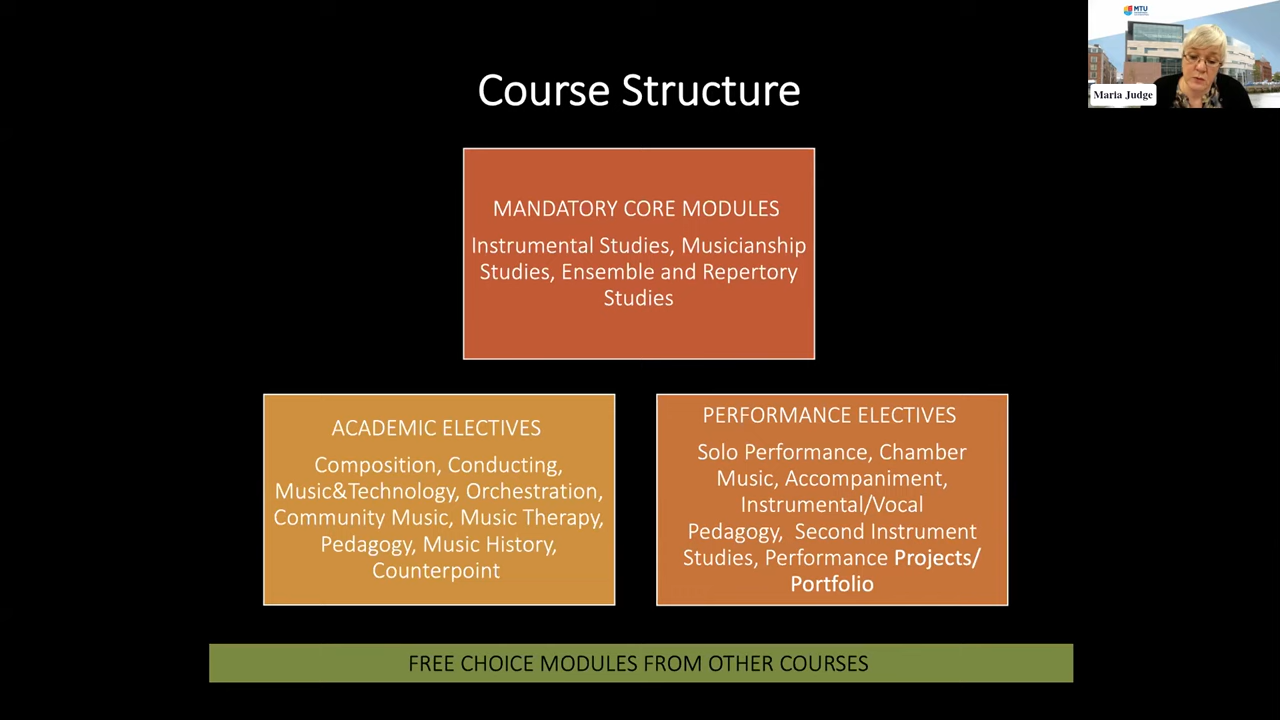 MTU
Maria Judge
Course Structure
MANDATORY CORE MODULES
Instrumental Studies, Musicianship
Studies, Ensemble and Repertory
Studies
ACADEMIC ELECTIVES
Composition, Conducting,
Music&Technology, Orchestration,
Community Music, Music Therapy,
Pedagogy, Music History,
Counterpoint
PERFORMANCE ELECTIVES
Solo Performance, Chamber
Music, Accompaniment,
Instrumental/Vocal
Pedagogy, Second Instrument
Studies, Performance Projects/
Portfolio
FREE CHOICE MODULES FROM OTHER COURSES